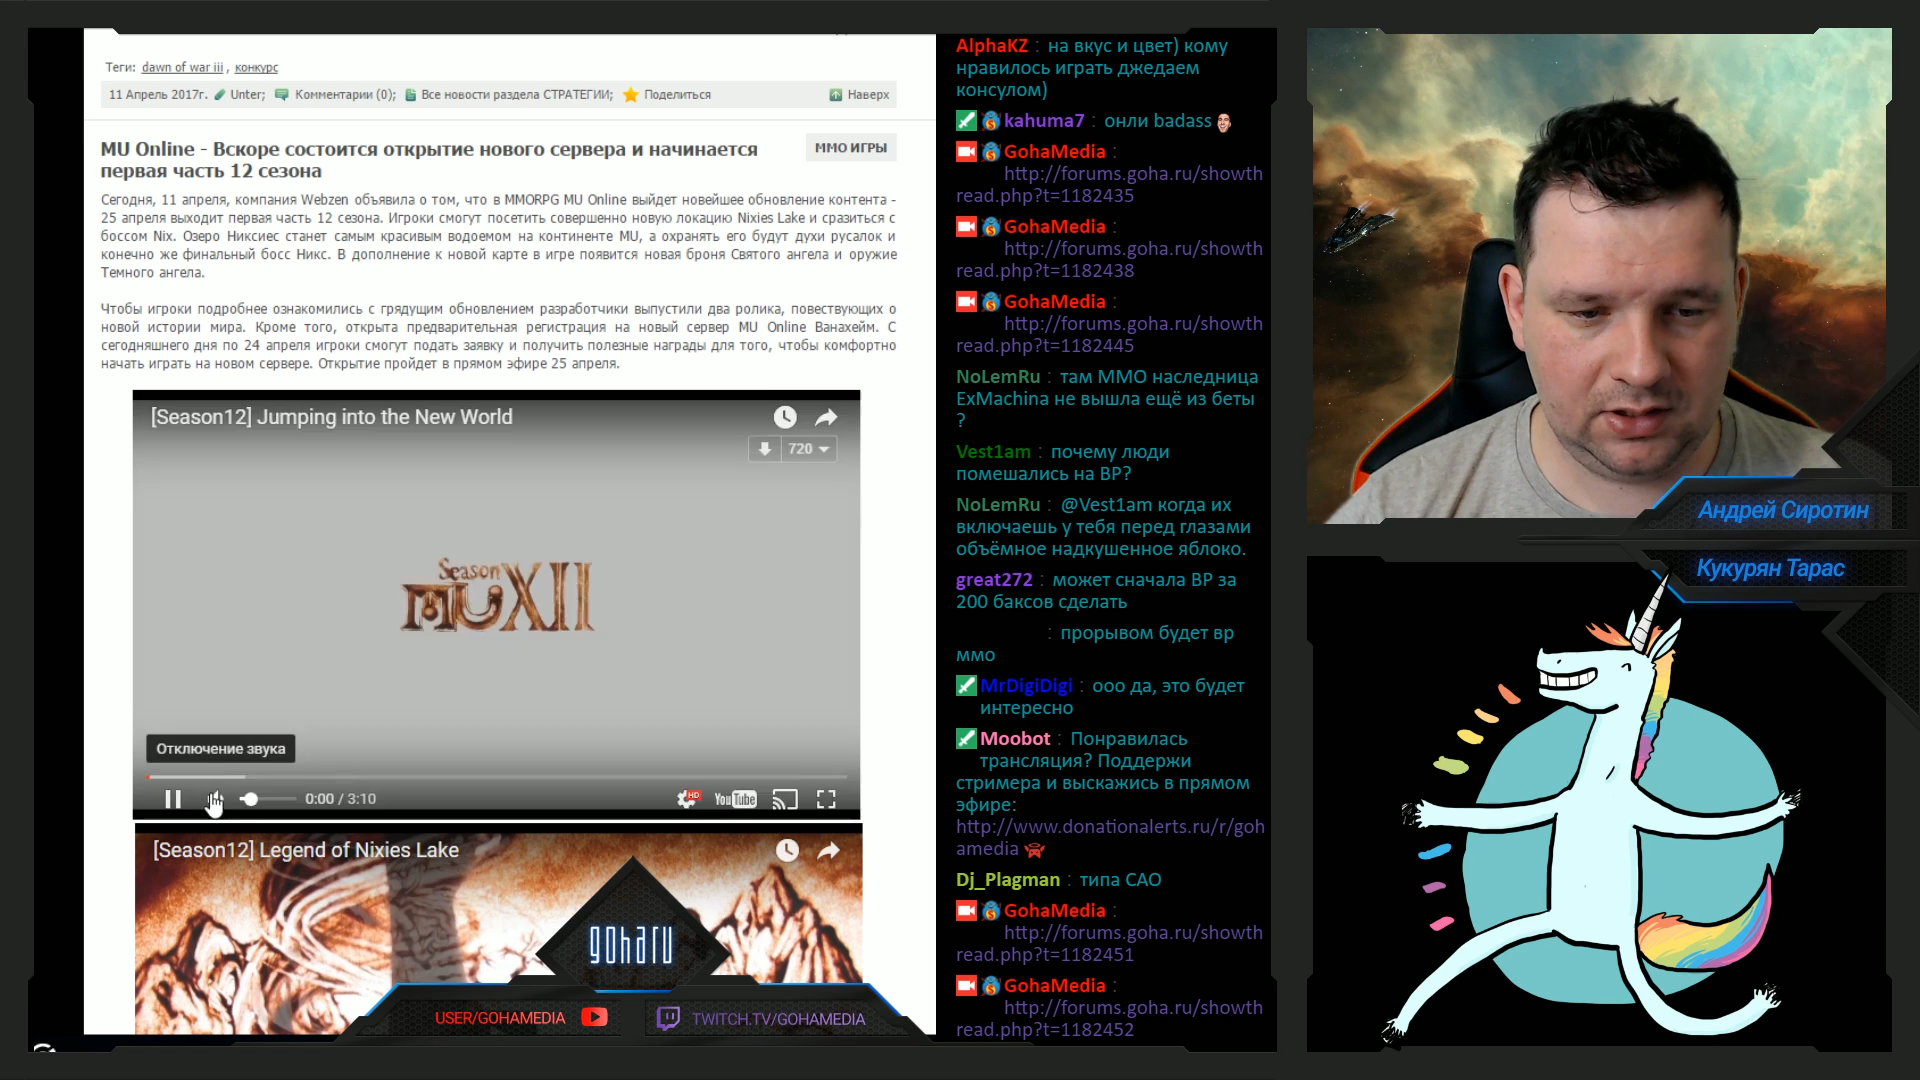 Теги: dawn of war iii , конкурс
11 Апрель 2017г. Unter; Комментарии (0); Все новости раздела СТРАТЕГИИ; Поделиться Наверх
MU Online - Вскоре состоится открытие нового сервера и начинается
первая часть 12 сезона
ММО ИГРЫ
Сегодня, 11 апреля, компания Webzen объявила о том, что в MMORPG MU Online выйдет новейшее обновление контента -
25 апреля выходит первая часть 12 сезона. Игроки смогут посетить совершенно новую локацию Nixies Lake и сразиться с
боссом Nix. Озеро Никсиес станет самым красивым водоемом на континенте MU, а охранять его будут духи русалок и
конечно же финальный босс Никс. В дополнение к новой карте в игре появится новая броня Святого ангела и оружие
Темного ангела.
Чтобы игроки подробнее ознакомились с грядущим обновлением разработчики выпустили два ролика, повествующих о
новой истории мира. Кроме того, открыта предварительная регистрация на новый сервер MU Online Ванахейм. С
сегодняшнего дня по 24 апреля игроки смогут подать заявку и получить полезные награды для того, чтобы комфортно
начать играть на новом сервере. Открытие пройдет в прямом эфире 25 апреля.
[Season12] Jumping into the New World
720
Season
MU XII
Отключение звука
0:00 / 3:10
HD
YouTube
[Season12] Legend of Nixies Lake
goharu
USER/GOHAMEDIA
TWITCH.TV/GOHAMEDIA
AlphaKZ : на вкус и цвет) кому
нравилось играть джедаем
консулом)
kahuma7 : онли badass
GohaMedia :
http://forums.goha.ru/showth
read.php?t=1182435
GohaMedia :
http://forums.goha.ru/showth
read.php?t=1182438
GohaMedia :
http://forums.goha.ru/showth
read.php?t=1182445
NoLemRu : там ММО наследница
ExMachina не вышла ещё из беты
?
Vest1am : почему люди
помешались на ВР?
NoLemRu : @Vest1am когда их
включаешь у тебя перед глазами
объёмное надкушенное яблоко.
great272 : может сначала ВР за
200 баксов сделать
: прорывом будет вр
ммо
MrDigiDigi : ооо да, это будет
интересно
Moobot : Понравилась
трансляция? Поддержи
стримера и выскажись в прямом
эфире:
http://www.donationalerts.ru/r/goh
amedia
Dj_Plagman : типа САО
GohaMedia :
http://forums.goha.ru/showth
read.php?t=1182451
GohaMedia :
http://forums.goha.ru/showth
read.php?t=1182452
Андрей Сиротин
Кукурян Тарас